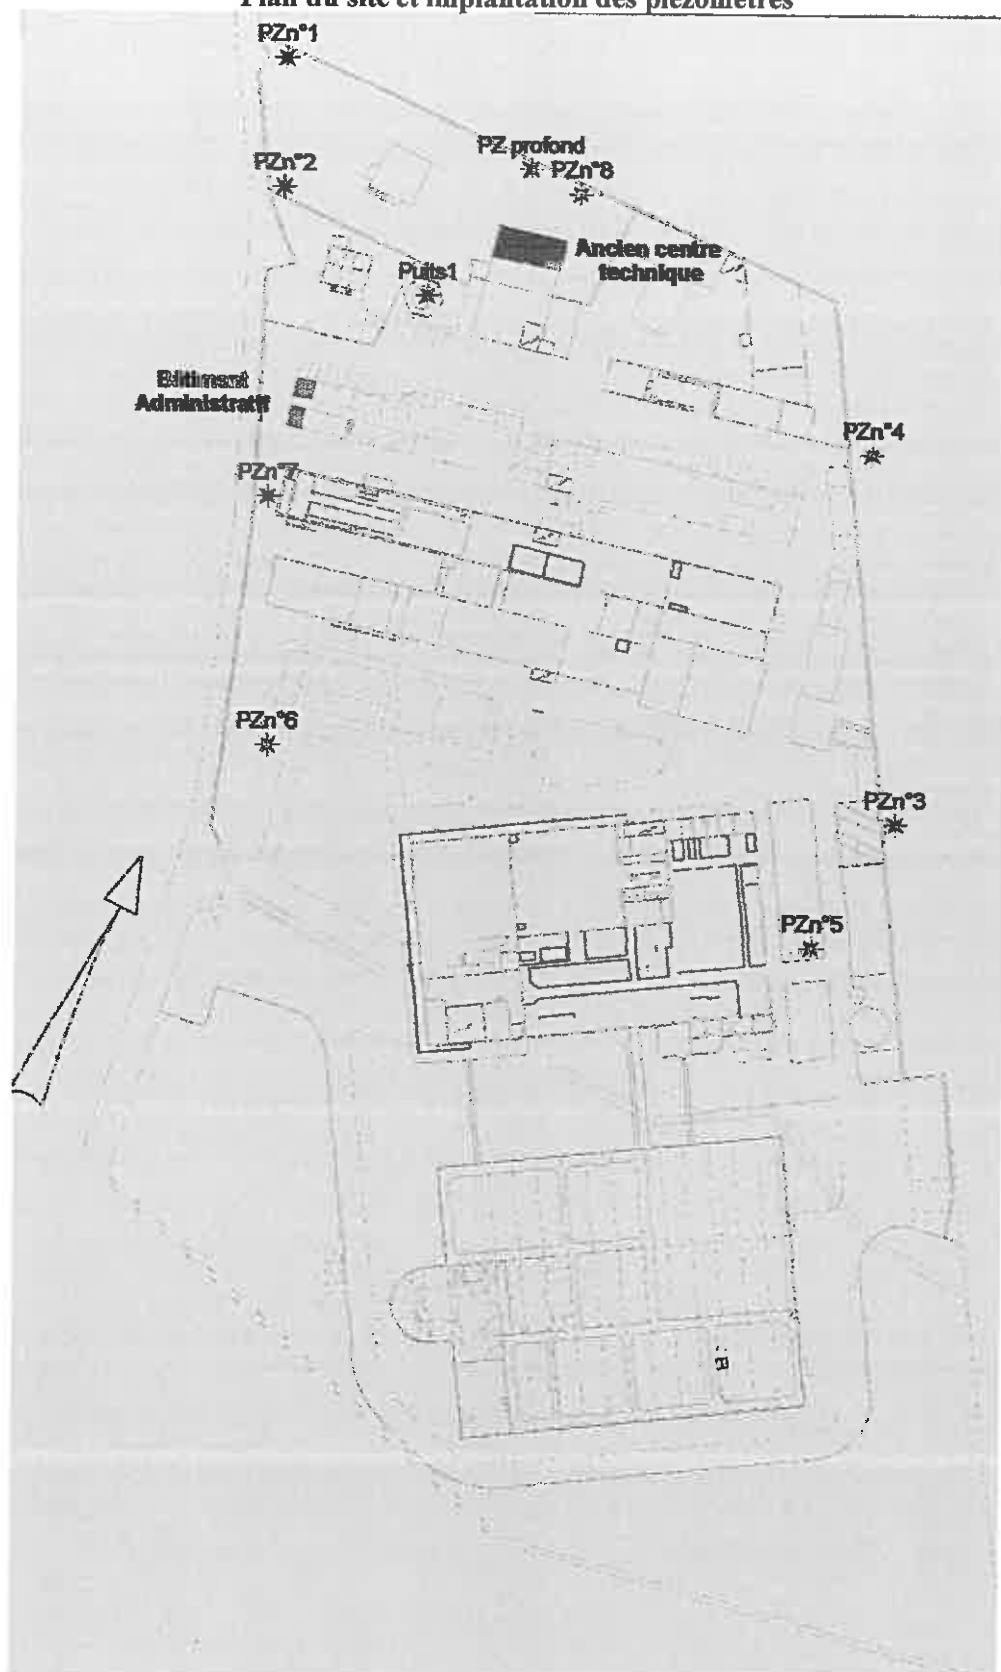 Plan du site et implantation des piézomètres
PZn°1
PZ profond
PZn°2
PZn°8
Ancien centre
technique
Puits1
Bâtiment
Administratif
PZn°4
PZn°7
PZn°6
PZn°3
PZn°5